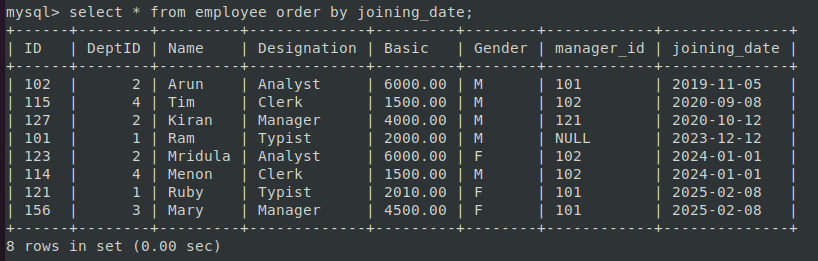 mysql> select * from employee order by joining_date;
+------+--------+---------+-------------+---------+--------+------------+--------------+
| ID   | DeptID | Name    | Designation | Basic   | Gender | manager_id | joining_date |
+------+--------+---------+-------------+---------+--------+------------+--------------+
| 102  |      2 | Arun    | Analyst     | 6000.00 | M      | 101        | 2019-11-05   |
| 115  |      4 | Tim     | Clerk       | 1500.00 | M      | 102        | 2020-09-08   |
| 127  |      2 | Kiran   | Manager     | 4000.00 | M      | 121        | 2020-10-12   |
| 101  |      1 | Ram     | Typist      | 2000.00 | M      | NULL       | 2023-12-12   |
| 123  |      2 | Mridula | Analyst     | 6000.00 | F      | 102        | 2024-01-01   |
| 114  |      4 | Menon   | Clerk       | 1500.00 | M      | 102        | 2024-01-01   |
| 121  |      1 | Ruby    | Typist      | 2010.00 | F      | 101        | 2025-02-08   |
| 156  |      3 | Mary    | Manager     | 4500.00 | F      | 101        | 2025-02-08   |
+------+--------+---------+-------------+---------+--------+------------+--------------+
8 rows in set (0.00 sec)